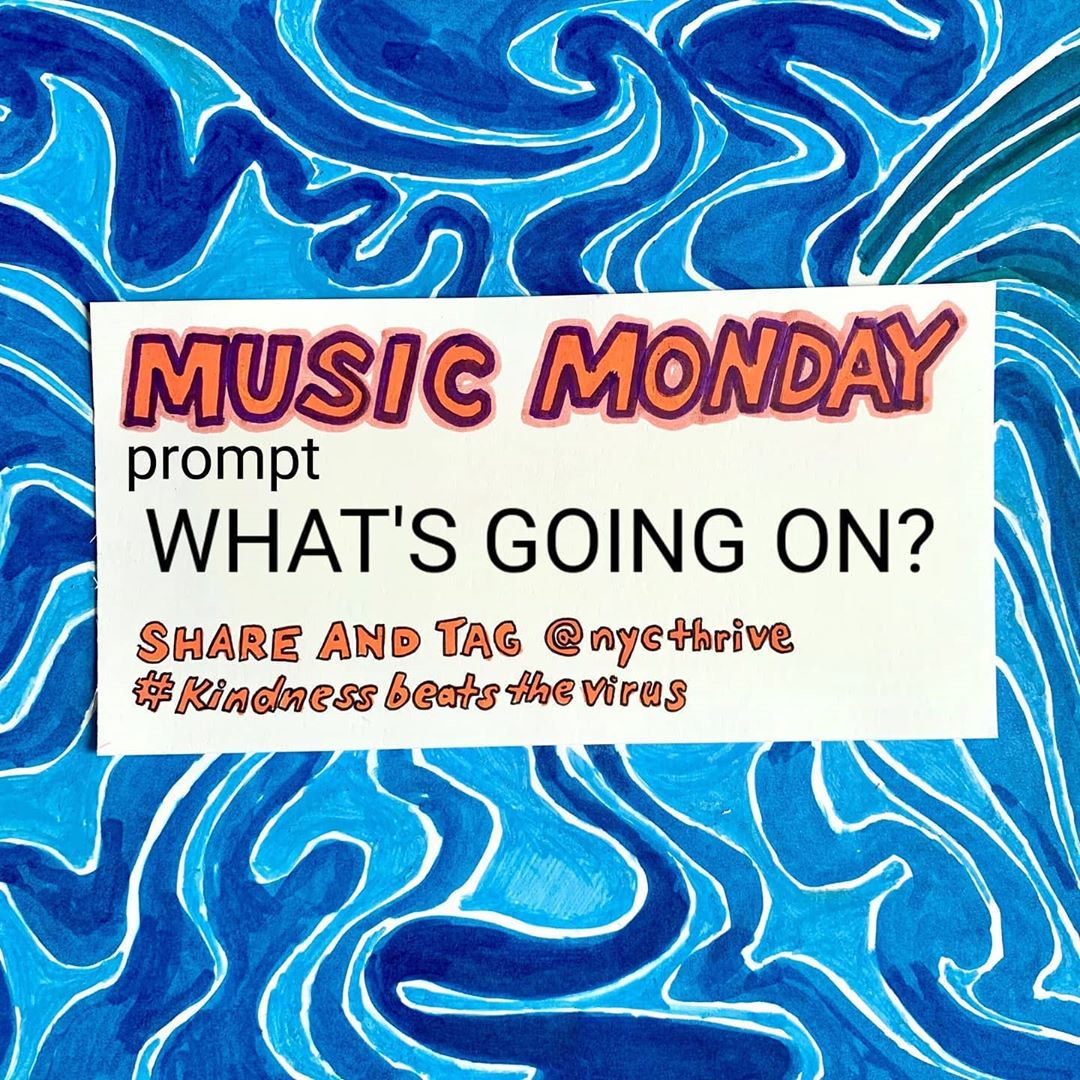 MUSIC MONDAY
prompt
WHAT'S GOING ON?
SHARE AND TAG @nycthrive
#Kindness beats the virus